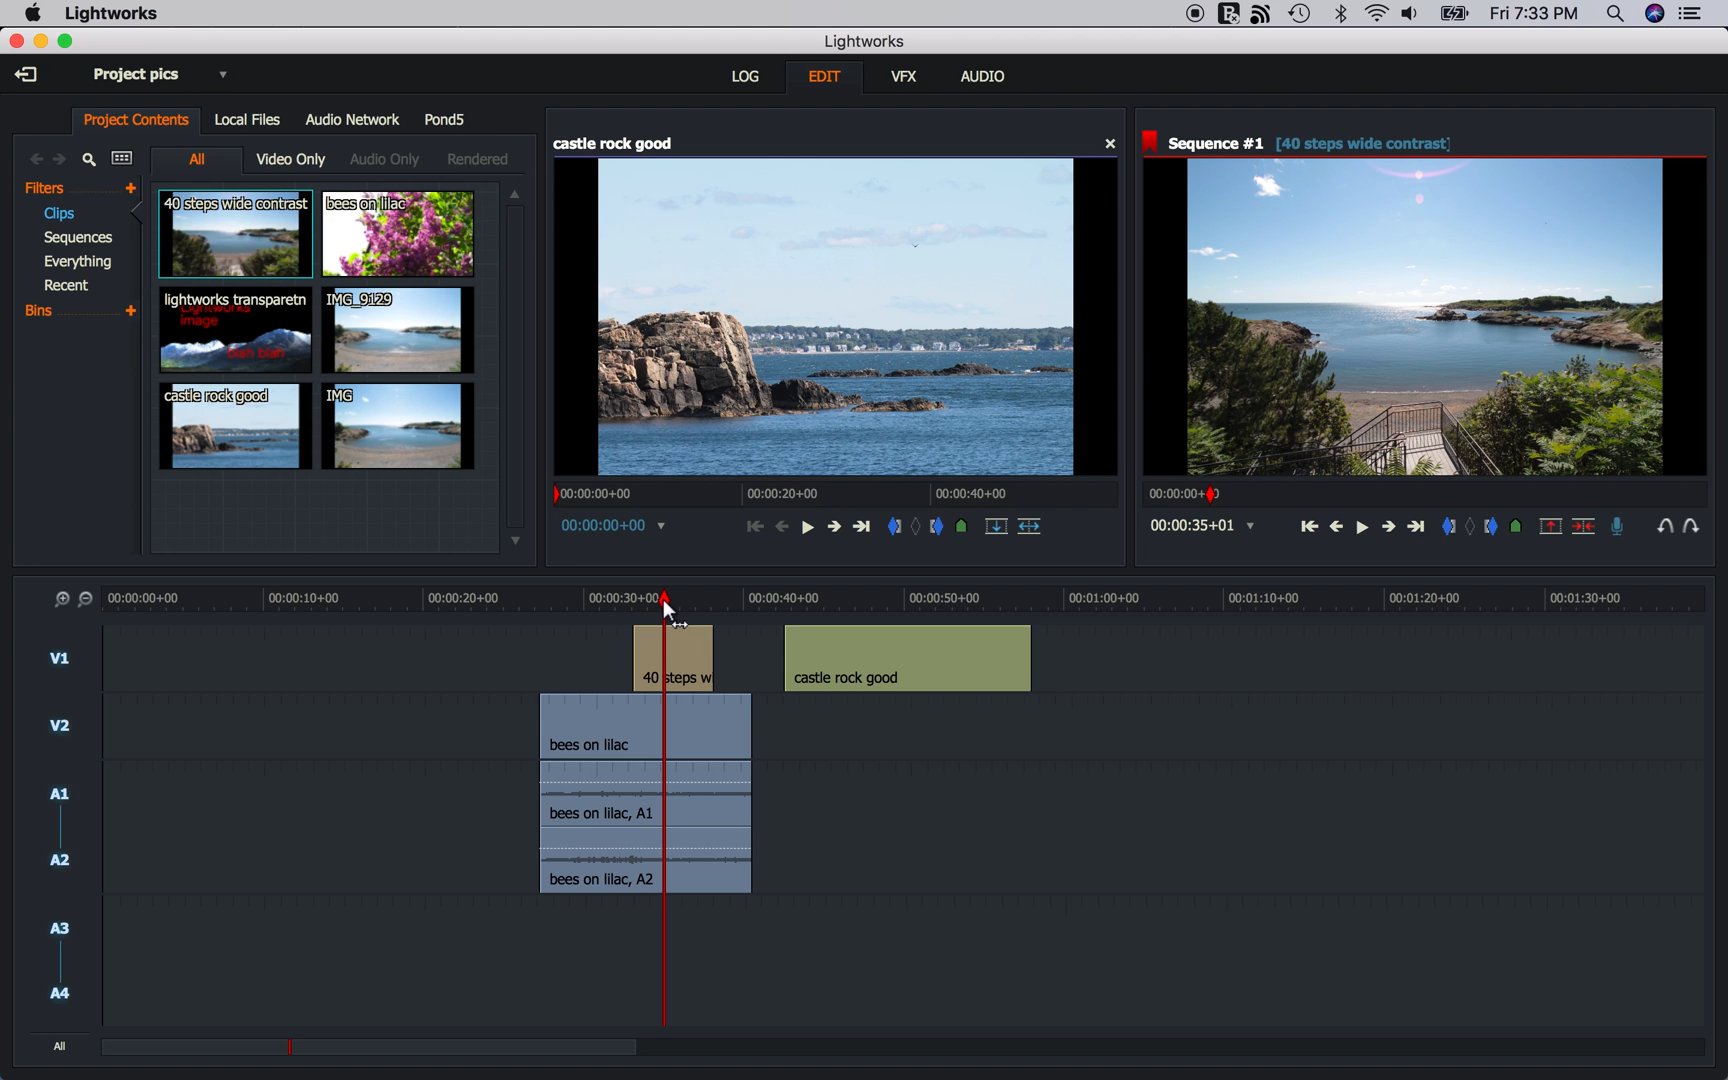 Lightworks
Fri 7:33 PM
Lightworks
Project pics
LOG
EDIT
VFX
AUDIO
Project Contents
Local Files
Audio Network
Pond5
All
Video Only
Audio Only
Rendered
Filters
Clips
Sequences
Everything
Recent
Bins
40 steps wide contrast
bees on lilac
lightworks transparetn
Lightworks
image
blah blah
IMG_9129
castle rock good
IMG
castle rock good
00:00:00+00
00:00:20+00
00:00:40+00
00:00:00+00
Sequence #1 [40 steps wide contrast]
00:00:00+
00:00:35+01
00:00:00+00
00:00:10+00
00:00:20+00
00:00:30+00
00:00:40+00
00:00:50+00
00:01:00+00
00:01:10+00
00:01:20+00
00:01:30+00
V1
40 steps w
castle rock good
V2
bees on lilac
A1
bees on lilac, A1
A2
bees on lilac, A2
A3
A4
All